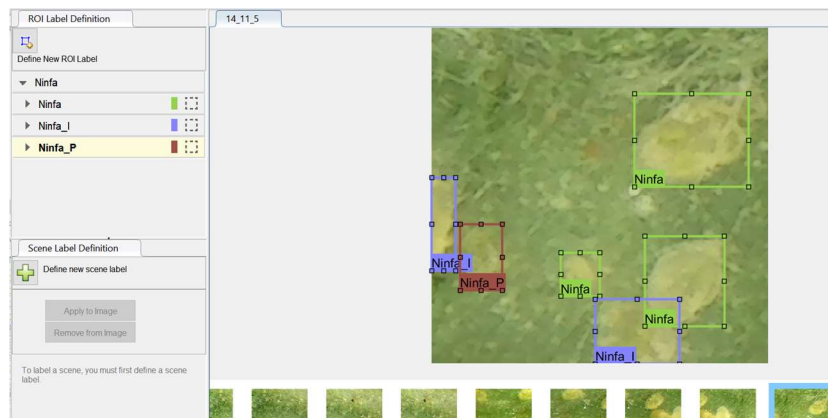 ROI Label Definition
Define New ROI Label
Ninfa
Ninfa
Ninfa_I
Ninfa_P
Scene Label Definition
Define new scene label
Apply to Image
Remove from Image
To label a scene, you must first define a scene
label.
14_11_5
Ninfa
Ninfa_I
Ninfa_P
Ninfa
Ninfa
Ninfa_I